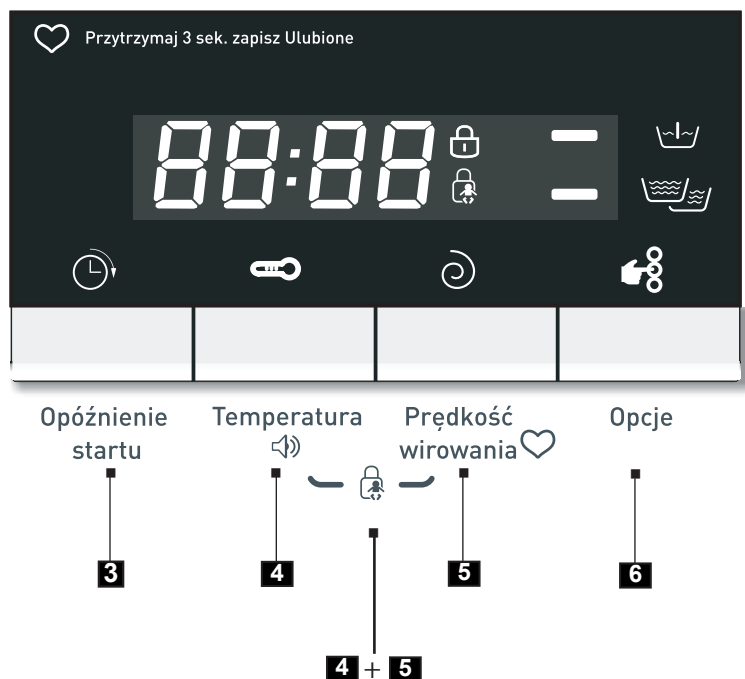 Przytrzymaj 3 sek. zapisz Ulubione
88:88
Opóźnienie
startu
Temperatura
Prędkość
wirowania
Opcje
3
4
5
6
4 + 5